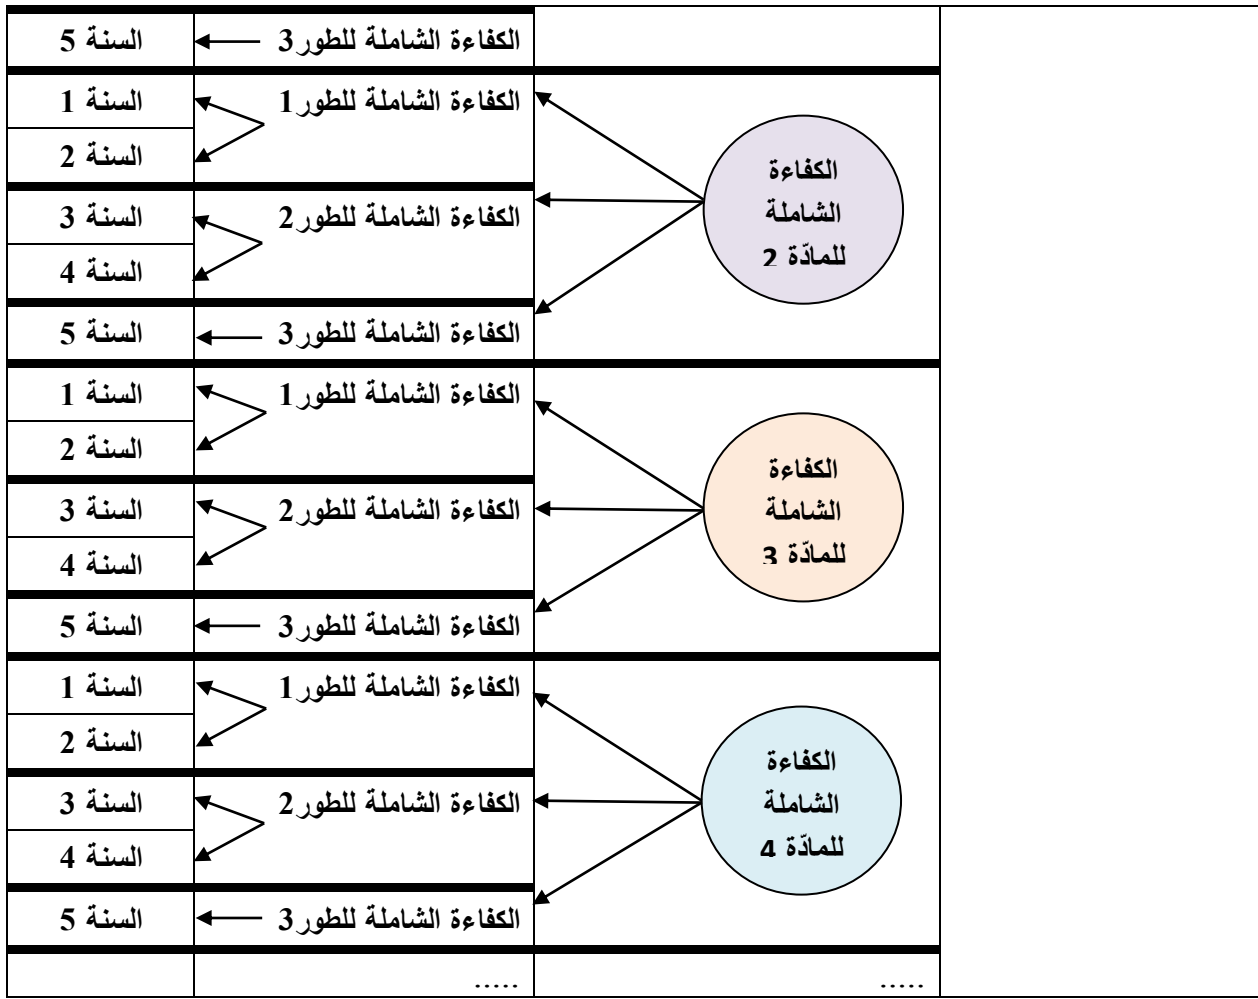 الكفاءة الشاملة للطور3
السنة 5
الكفاءة
الشاملة
للمادّة 2
الكفاءة الشاملة للطور1
السنة 1
السنة 2
الكفاءة الشاملة للطور2
السنة 3
السنة 4
الكفاءة الشاملة للطور3
السنة 5
الكفاءة
الشاملة
للمادّة 3
الكفاءة الشاملة للطور1
السنة 1
السنة 2
الكفاءة الشاملة للطور2
السنة 3
السنة 4
الكفاءة الشاملة للطور3
السنة 5
الكفاءة
الشاملة
للمادّة 4
الكفاءة الشاملة للطور1
السنة 1
السنة 2
الكفاءة الشاملة للطور2
السنة 3
السنة 4
الكفاءة الشاملة للطور3
السنة 5
.....
.....